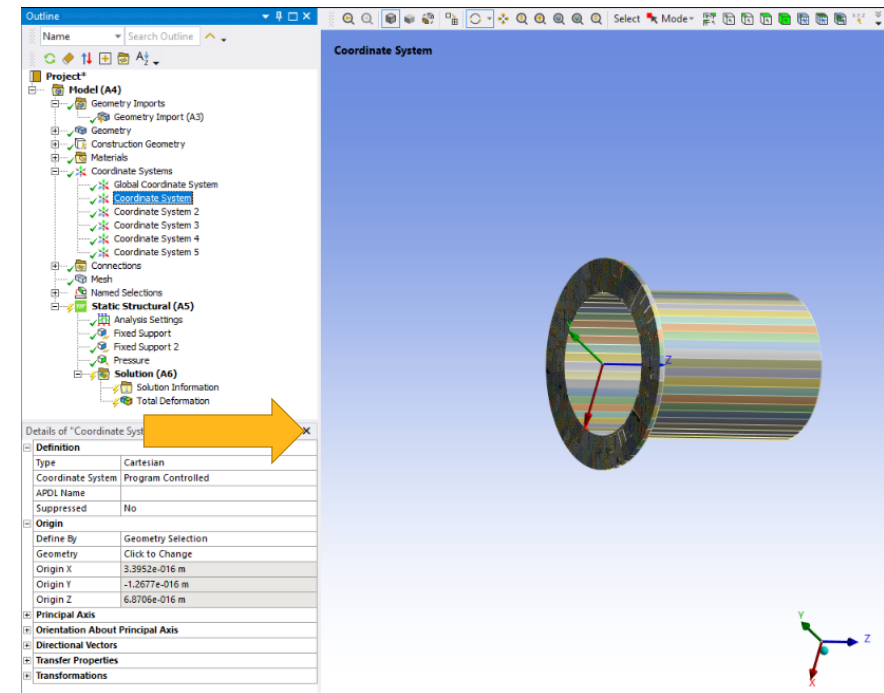 Outline
Name
Search Outline
Select Mode
Project*
Model (A4)
Geometry Imports
Geometry Import (A3)
Geometry
Construction Geometry
Materials
Coordinate Systems
Global Coordinate System
Coordinate System
Coordinate System 2
Coordinate System 3
Coordinate System 4
Coordinate System 5
Connections
Mesh
Named Selections
Static Structural (A5)
Analysis Settings
Fixed Support
Fixed Support 2
Pressure
Solution (A6)
Solution Information
Total Deformation
Details of "Coordinate Syst
Definition
Type Cartesian
Coordinate System Program Controlled
APDL Name
Suppressed No
Origin
Define By Geometry Selection
Geometry Click to Change
Origin X 3.3952e-016 m
Origin Y -1.2677e-016 m
Origin Z 6.8706e-016 m
Principal Axis
Orientation About Principal Axis
Directional Vectors
Transfer Properties
Transformations
Coordinate System
Z
Y
Z
X